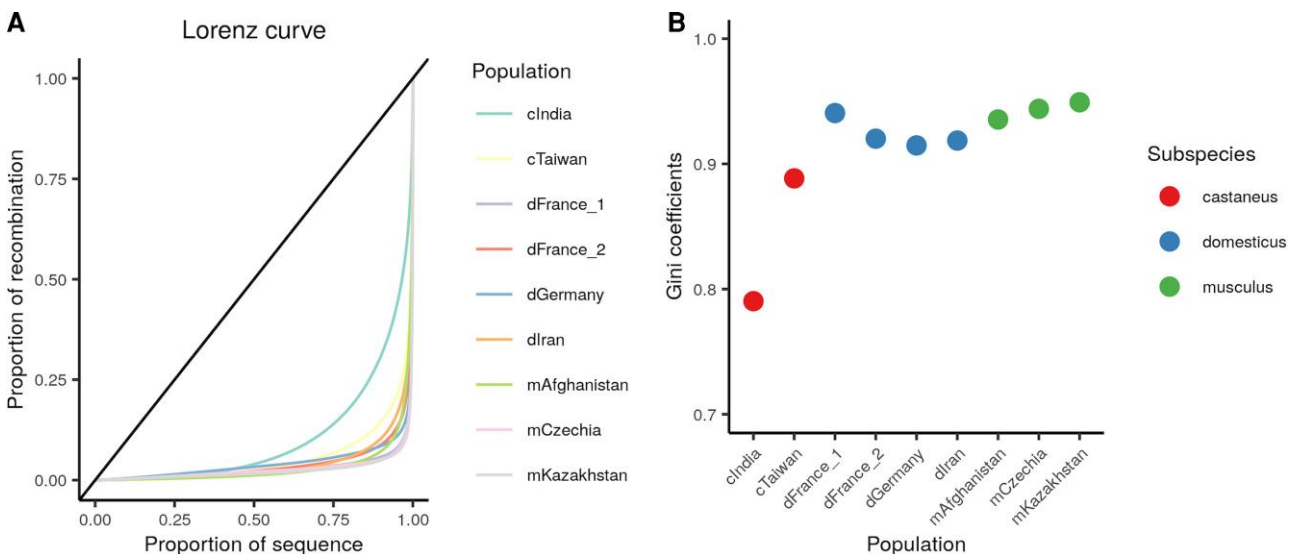 A
Lorenz curve
1.00
0.75
0.50
0.25
0.00
0.00 0.25 0.50 0.75 1.00
Proportion of recombination
Proportion of sequence
Population
cIndia
cTaiwan
dFrance_1
dFrance_2
dGermany
dIran
mAfghanistan
mCzechia
mKazakhstan
B
1.0
0.9
0.8
0.7
Gini coefficients
cIndia
cTaiwan
dFrance_1
dFrance_2
dGermany
dIran
mAfghanistan
mCzechia
mKazakhstan
Population
Subspecies
castaneus
domesticus
musculus